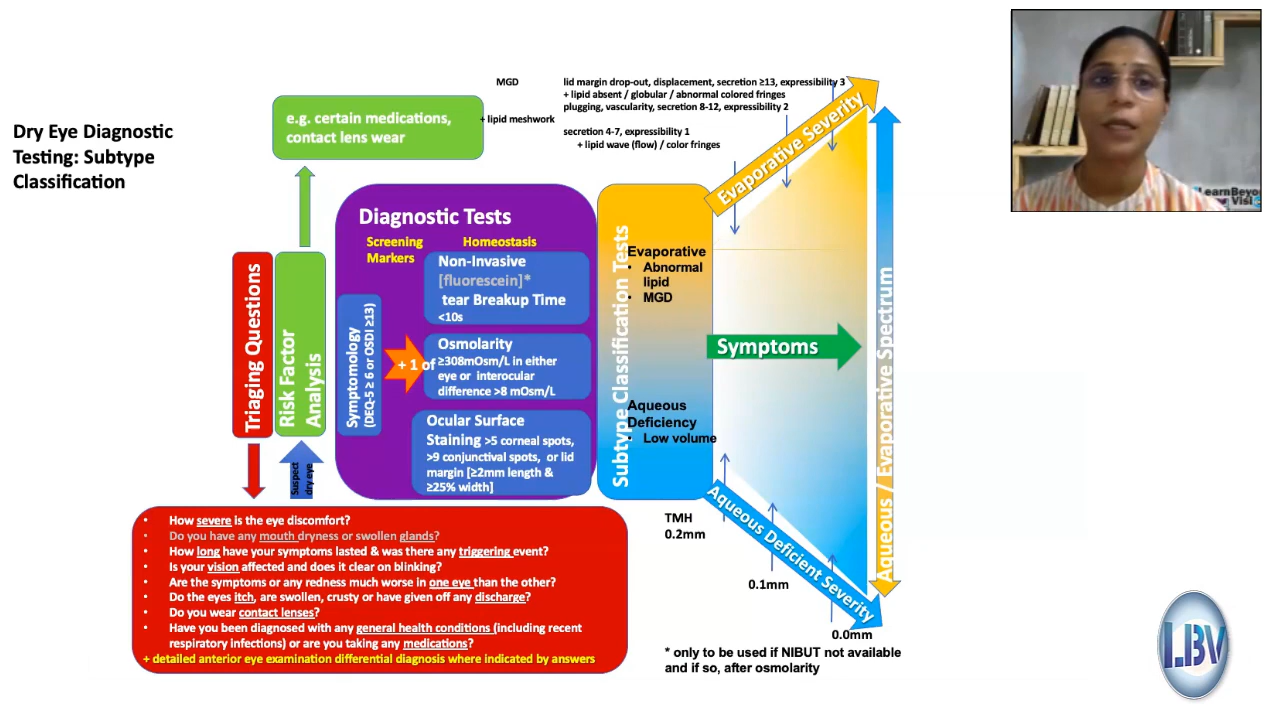 Dry Eye Diagnostic
Testing: Subtype
Classification
e.g. certain medications,
contact lens wear
MGD
lid margin drop-out, displacement, secretion ≥13, expressibility 3
+ lipid absent / globular / abnormal colored fringes
plugging, vascularity, secretion 8-12, expressibility 2
+ lipid meshwork
secretion 4-7, expressibility 1
+ lipid wave (flow) / color fringes
Triaging Questions
Risk Factor
Analysis
Suspect
dry eye
Diagnostic Tests
Screening
Markers
Homeostasis
Symptomology
(DEQ-5 ≥ 6 or OSDI ≥13)
+ 1 of
Non-Invasive
[fluorescein]*
tear Breakup Time
<10s
Osmolarity
≥308mOsm/L in either
eye or interocular
difference >8 mOsm/L
Ocular Surface
Staining >5 corneal spots,
>9 conjunctival spots, or lid
margin [≥2mm length &
≥25% width]
Subtype Classification Tests
Evaporative
• Abnormal
lipid
• MGD
Aqueous
Deficiency
• Low volume
Evaporative Severity
Symptoms
Aqueous Deficient Severity
Aqueous / Evaporative Spectrum
TMH
0.2mm
0.1mm
0.0mm
* only to be used if NIBUT not available
and if so, after osmolarity
• How severe is the eye discomfort?
• Do you have any mouth dryness or swollen glands?
• How long have your symptoms lasted & was there any triggering event?
• Is your vision affected and does it clear on blinking?
• Are the symptoms or any redness much worse in one eye than the other?
• Do the eyes itch, are swollen, crusty or have given off any discharge?
• Do you wear contact lenses?
• Have you been diagnosed with any general health conditions (including recent
respiratory infections) or are you taking any medications?
+ detailed anterior eye examination differential diagnosis where indicated by answers
LearnBeyo
Visi
LBV